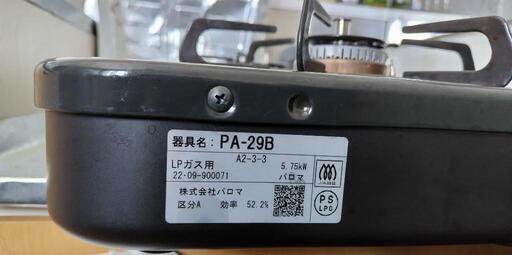 器具名： PA-29B
A2-3-3
LPガス用 5.75kW
22・09-900071 パロマ
株式会社パロマ
区分A 効率 52.2%
JIA
PS
LPG